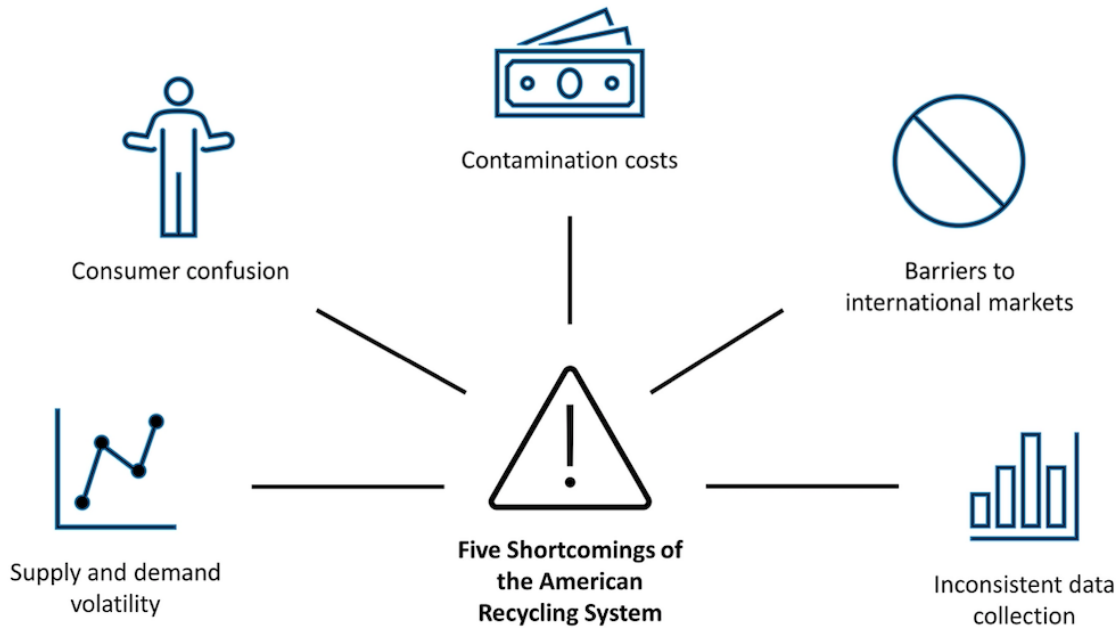 Contamination costs
Consumer confusion
Barriers to
international markets
Supply and demand
volatility
Five Shortcomings of
the American
Recycling System
Inconsistent data
collection